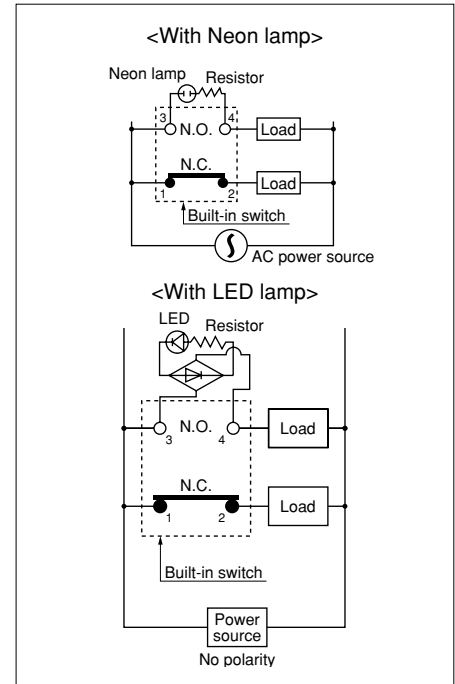 <With Neon lamp>
Neon lamp Resistor
3 4
N.O. Load
N.C.
Load
1 2
Built-in switch
AC power source
<With LED lamp>
LED Resistor
N.O. Load
3 4
N.C.
Load
1 2
Built-in switch
Power
source
No polarity